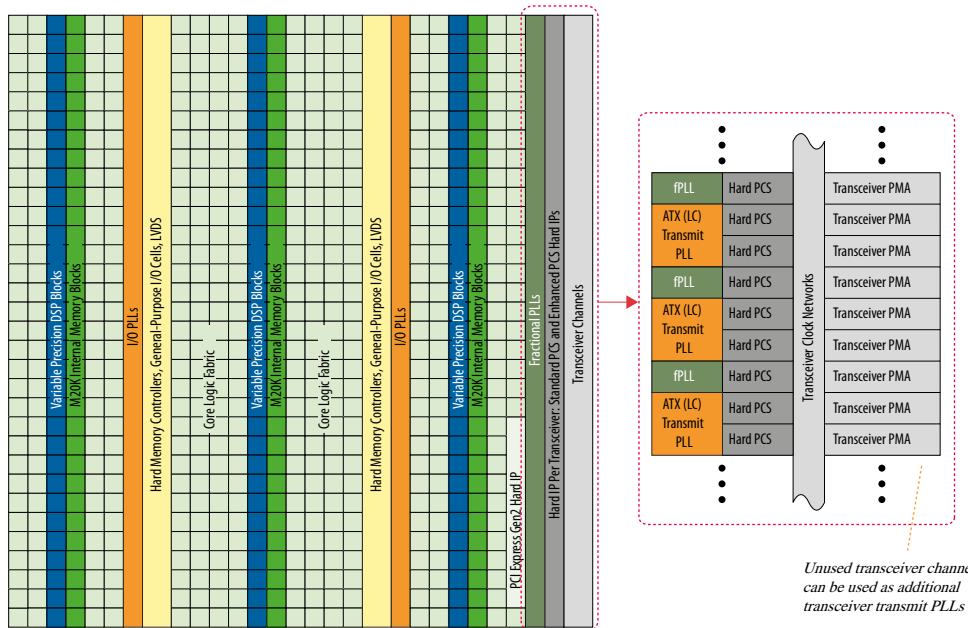 Variable Precision DSP Blocks
M20K Internal Memory Blocks
I/O PLLs
Hard Memory Controllers, General-Purpose I/O Cells, LVDS
Core Logic Fabric
Variable Precision DSP Blocks
M20K Internal Memory Blocks
Core Logic Fabric
Hard Memory Controllers, General-Purpose I/O Cells, LVDS
I/O PLLs
Variable Precision DSP Blocks
M20K Internal Memory Blocks
PCI Express Gen2 Hard IP
Fractional PLLs
Hard IP Per Transceiver: Standard PCS and Enhanced PCS Hard IPs
Transceiver Channels
fPLL
Hard PCS
Transceiver PMA
ATX (LC)
Transmit
PLL
Hard PCS
Transceiver PMA
Hard PCS
Transceiver PMA
fPLL
Hard PCS
Transceiver PMA
ATX (LC)
Transmit
PLL
Hard PCS
Transceiver PMA
Hard PCS
Transceiver PMA
fPLL
Hard PCS
Transceiver PMA
ATX (LC)
Transmit
PLL
Hard PCS
Transceiver PMA
Hard PCS
Transceiver PMA
Transceiver Clock Networks
Unused transceiver channe
can be used as additional
transceiver transmit PLLs